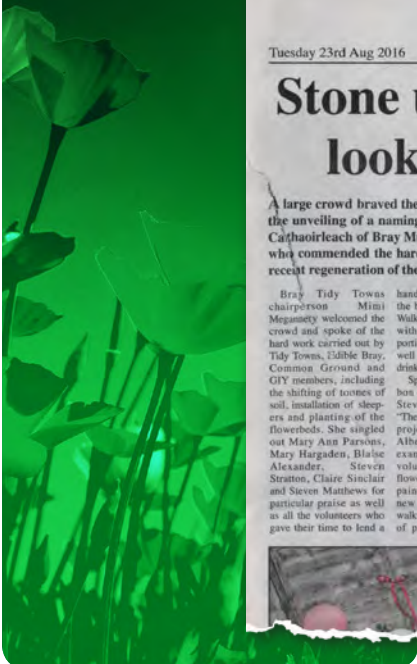 Tuesday 23rd Aug 2016
Stone
look
A large crowd braved the
the unveiling of a naming
Cathaoirleach of Bray M
who commended the hard
recent regeneration of the
Bray Tidy Towns
chairperson Mimi
Megannety welcomed the
crowd and spoke of the
hard work carried out by
Tidy Towns, Edible Bray,
Common Ground and
GIY members, including
the shifting of toones of
soil, installation of sleep-
ers and planting of the
flowerbeds. She singled
out Mary Ann Parsons,
Mary Hargaden, Blaise
Alexander, Steven
Stratton, Claire Sinclair
and Steven Matthews for
particular praise as well
as all the volunteers who
gave their time to lend a
hand
the b
Walk
with
porti
well
drink
Sp
bon
Stev
"The
proj
Albe
exam
volu
flow
pain
new
walk
of p